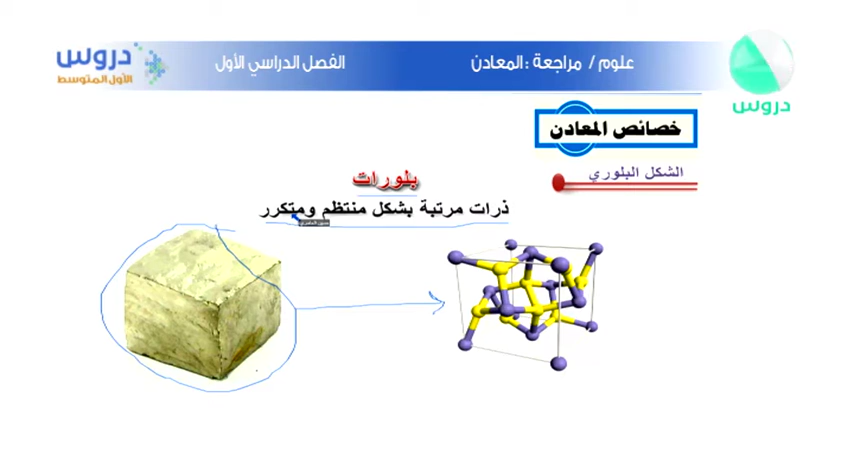 دروس
الأول المتوسط
الفصل الدراسي الأول
علوم / مراجعة : المعادن
دروس
خصائص المعادن
الشكل البلوري
بلورات
ذرات مرتبة بشكل منتظم ومتكرر